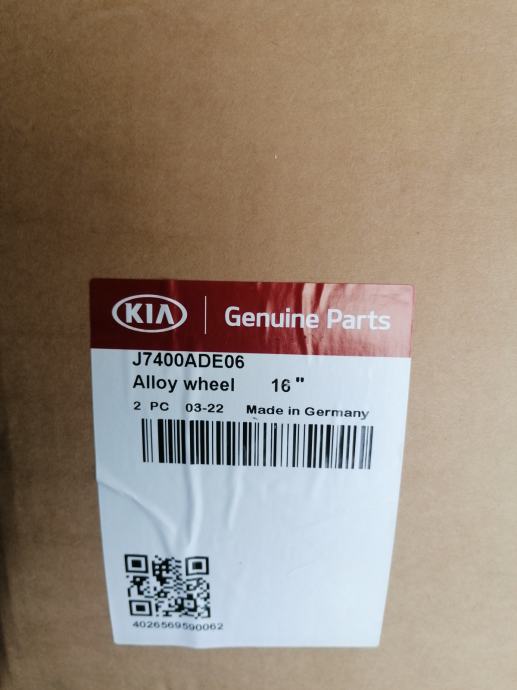 KIA Genuine Parts
J7400ADE06
Alloy wheel 16"
2 PC 03-22 Made in Germany
4026569590062